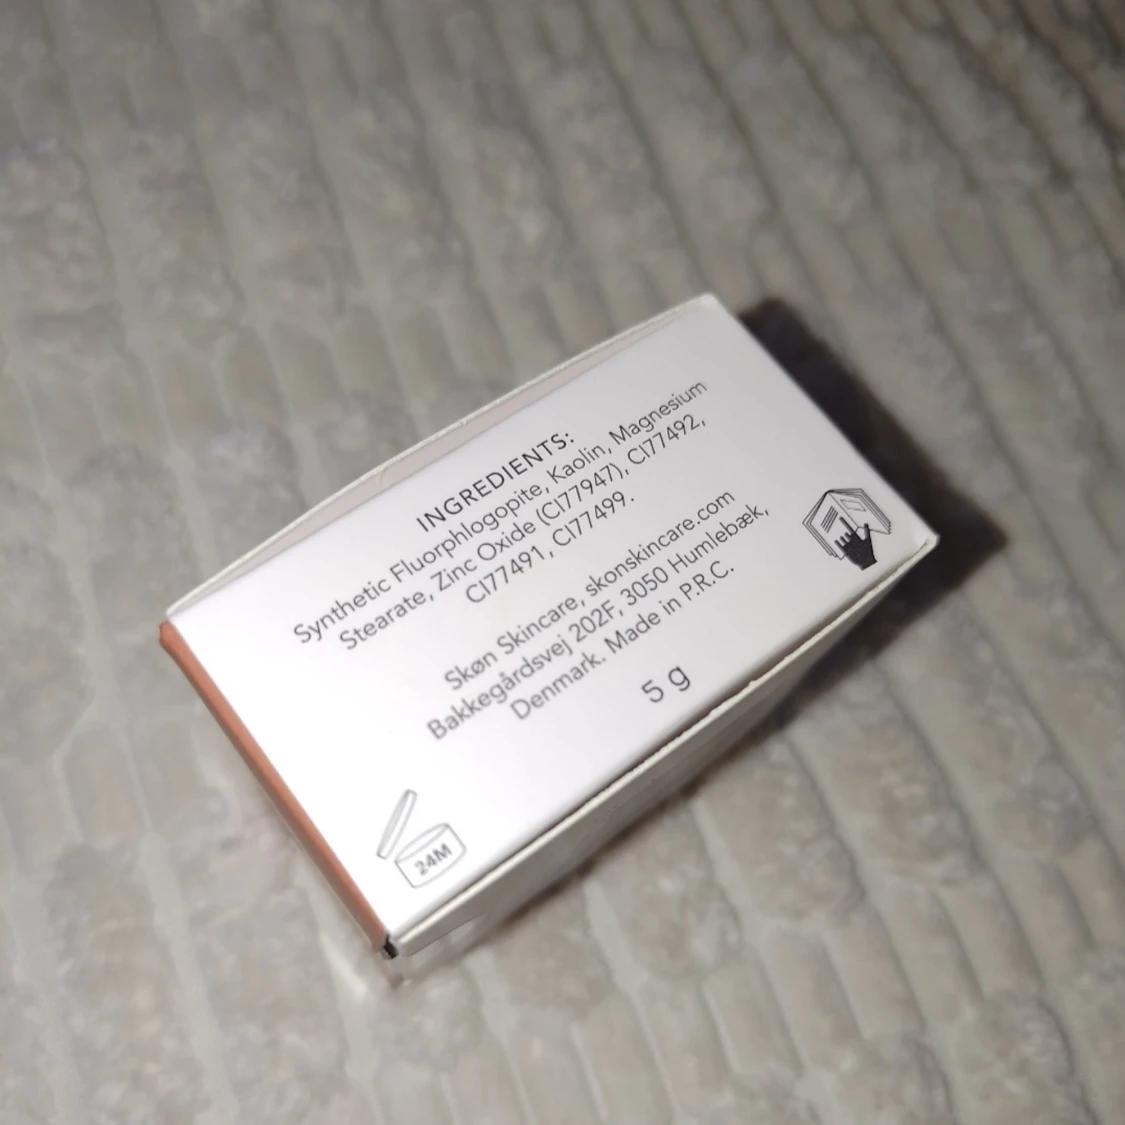 INGREDIENTS:
Synthetic Fluorphlogopite, Kaolin, Magnesium
Stearate, Zinc Oxide (CI77947), CI77492,
CI77491, CI77499.
Skøn Skincare, skonskincare.com
Bakkegårdsvej 202F, 3050 Humlebæk,
Denmark. Made in P.R.C.
5 g
24M